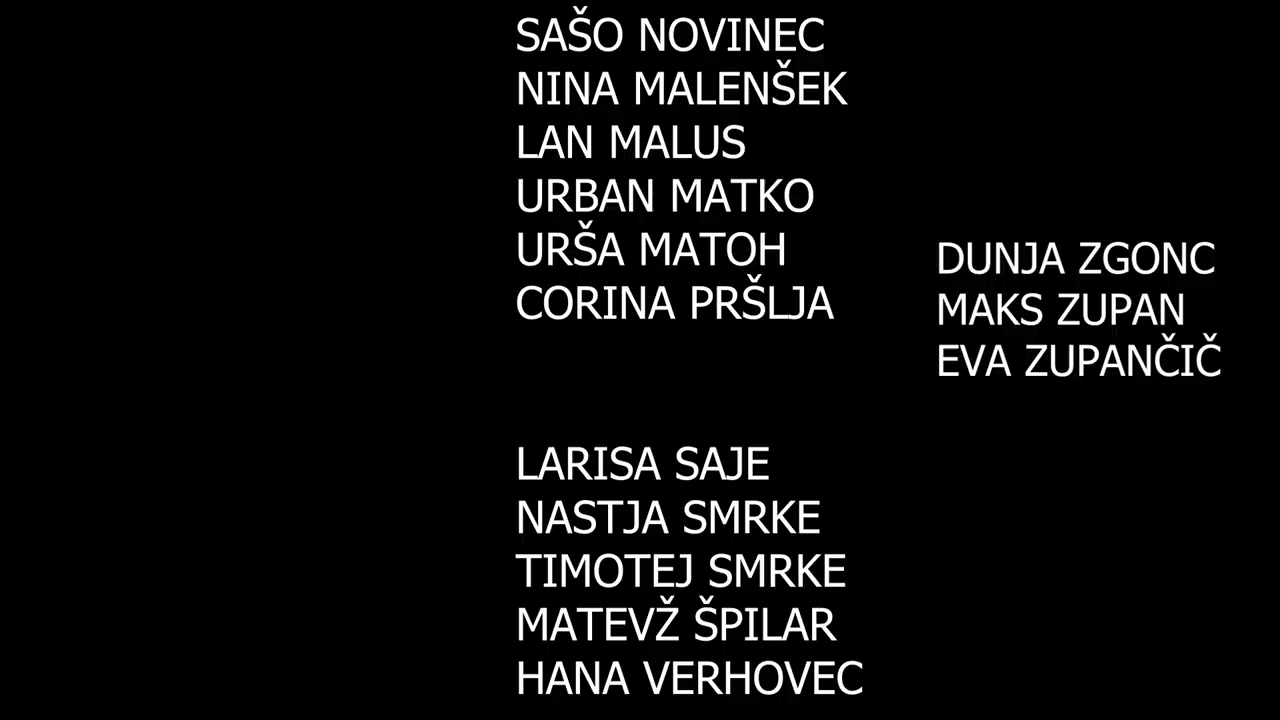 SAŠO NOVINEC
NINA MALENŠEK
LAN MALUS
URBAN MATKO
URŠA MATOH
CORINA PRŠLJA
LARISA SAJE
NASTJA SMRKE
TIMOTEJ SMRKE
MATEVŽ ŠPILAR
HANA VERHOVEC
DUNJA ZGONC
MAKS ZUPAN
EVA ZUPANČIČ